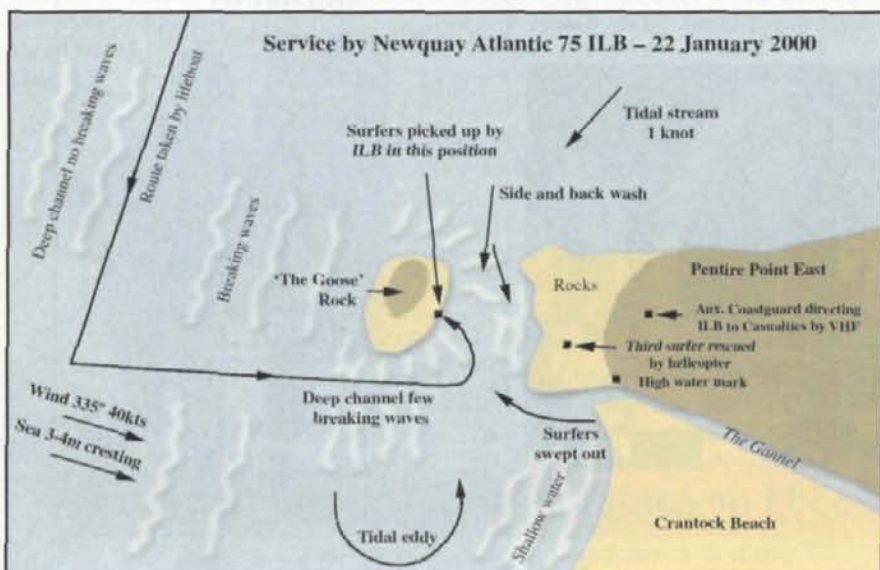 Service by Newquay Atlantic 75 ILB – 22 January 2000
Deep channel no breaking waves
Route taken by lifeboat
Surfers picked up by
ILB in this position
Tidal stream
1 knot
Side and back wash
Breaking waves
'The Goose'
Rock
Rocks
Pentire Point East
Aux. Coastguard directing
ILB to Casualties by VHF
Third surfer rescued
by helicopter
High water mark
Wind 335° 40kts
Sea 3-4m cresting
Deep channel few
breaking waves
Surfers
swept out
The Gannel
Shallow water
Tidal eddy
Crantock Beach